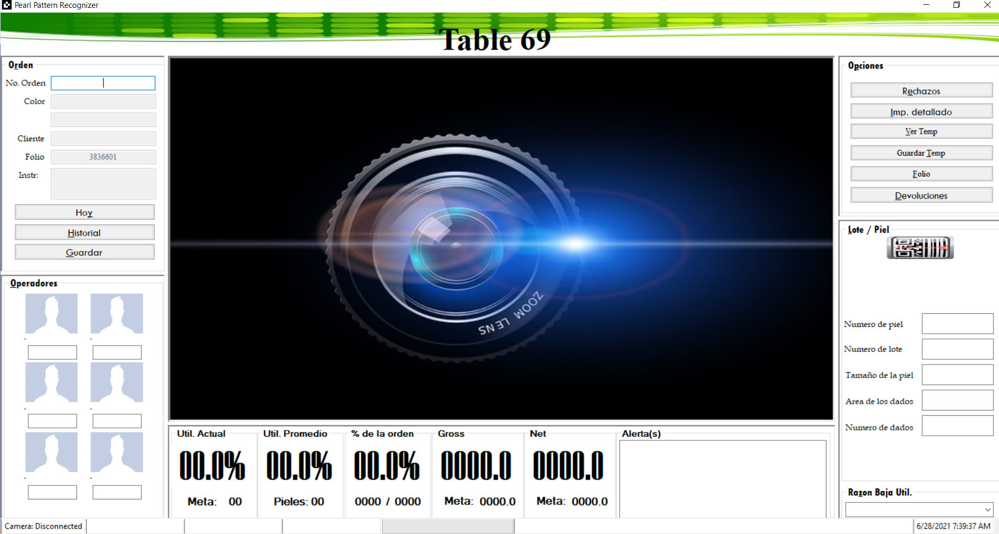 Pearl Pattern Recognizer
Table 69
Orden
No. Orden
Color
Cliente
Folio 3836601
Instr:
Hoy
Historial
Guardar
Operadores
-
-
-
-
-
-
ZOOM LENS
Util. Actual
00.0%
Meta: 00
Util. Promedio
00.0%
Pieles: 00
% de la orden
00.0%
0000 / 0000
Gross
0000.0
Meta: 0000.0
Net
0000.0
Meta: 0000.0
Alerta(s)
Opciones
Rechazos
Imp. detallado
Ver Temp
Guardar Temp
Folio
Devoluciones
Lote / Piel
Numero de piel
Numero de lote
Tamaño de la piel
Area de los dados
Numero de dados
Razon Baja Util.
Camera: Disconnected
6/28/2021 7:39:37 AM